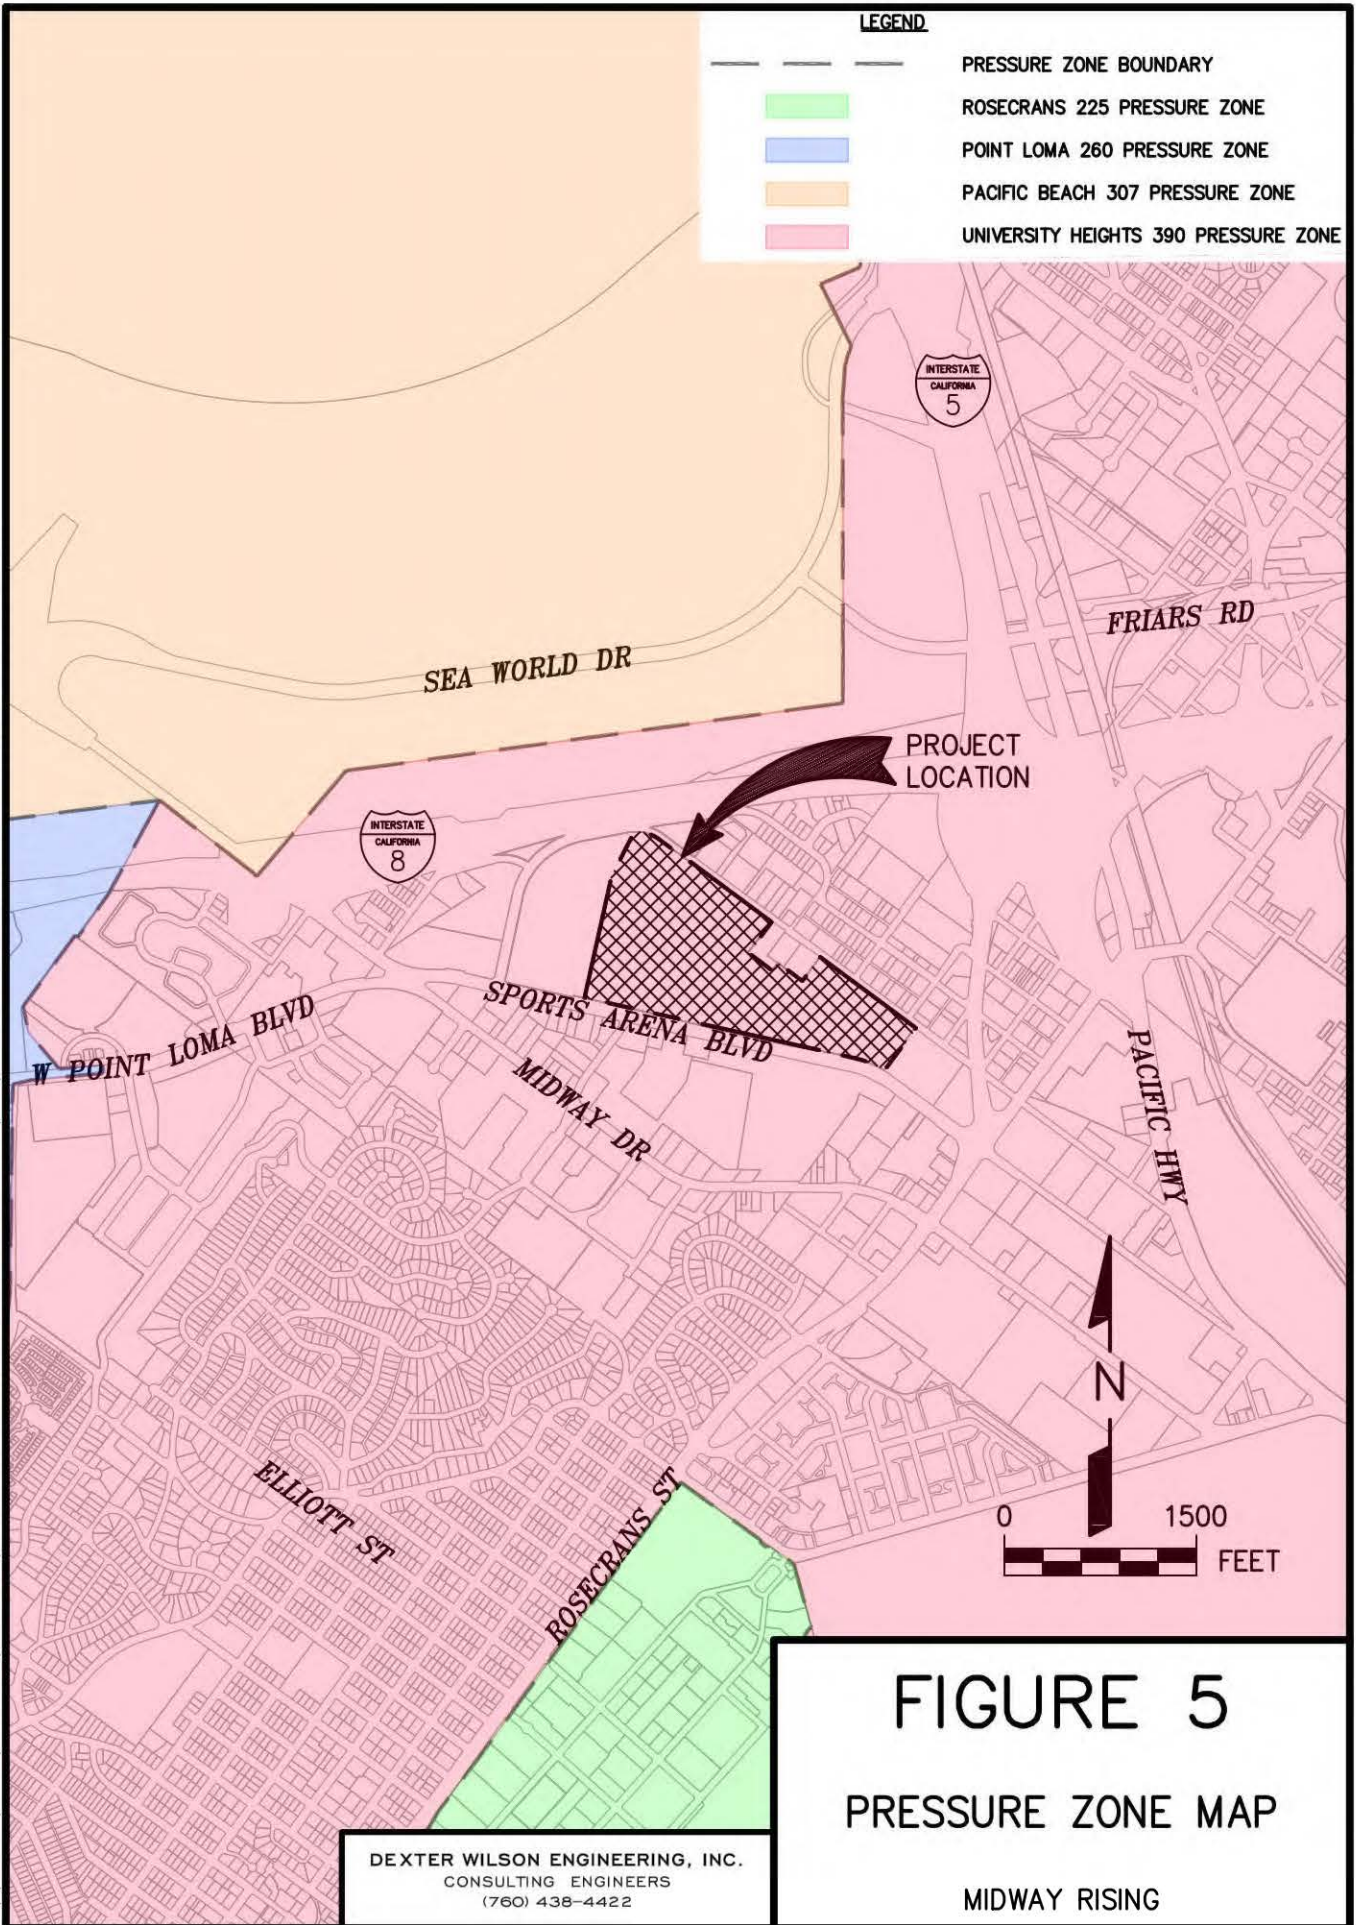 LEGEND
PRESSURE ZONE BOUNDARY
ROSECRANS 225 PRESSURE ZONE
POINT LOMA 260 PRESSURE ZONE
PACIFIC BEACH 307 PRESSURE ZONE
UNIVERSITY HEIGHTS 390 PRESSURE ZONE
INTERSTATE
CALIFORNIA
5
FRIARS RD
SEA WORLD DR
PROJECT
LOCATION
INTERSTATE
CALIFORNIA
8
SPORTS ARENA BLVD
W POINT LOMA BLVD
MIDWAY DR
PACIFIC HWY
N
ELLIOTT ST
ROSECRANS ST
0 1500
FEET
FIGURE 5
PRESSURE ZONE MAP
MIDWAY RISING
DEXTER WILSON ENGINEERING, INC.
CONSULTING ENGINEERS
(760) 438-4422